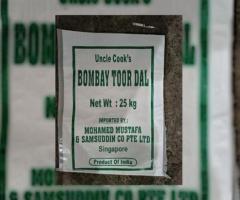 Uncle Cook's
BOMBAY TOOR DAL
Net Wt : 25 kg
IMPORTED BY :
MOHAMED MUSTAFA
& SAMSUDDIN CO PTE LTD
Singapore
Product Of India